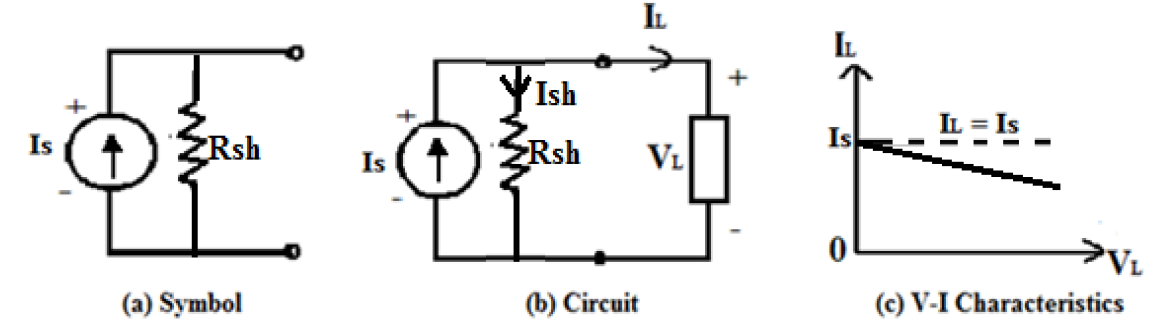 +
Is
Rsh
-
(a) Symbol
IL
+
Ish
+
Is
Rsh
VL
-
-
(b) Circuit
IL
Is
IL = Is
0
VL
(c) V-I Characteristics